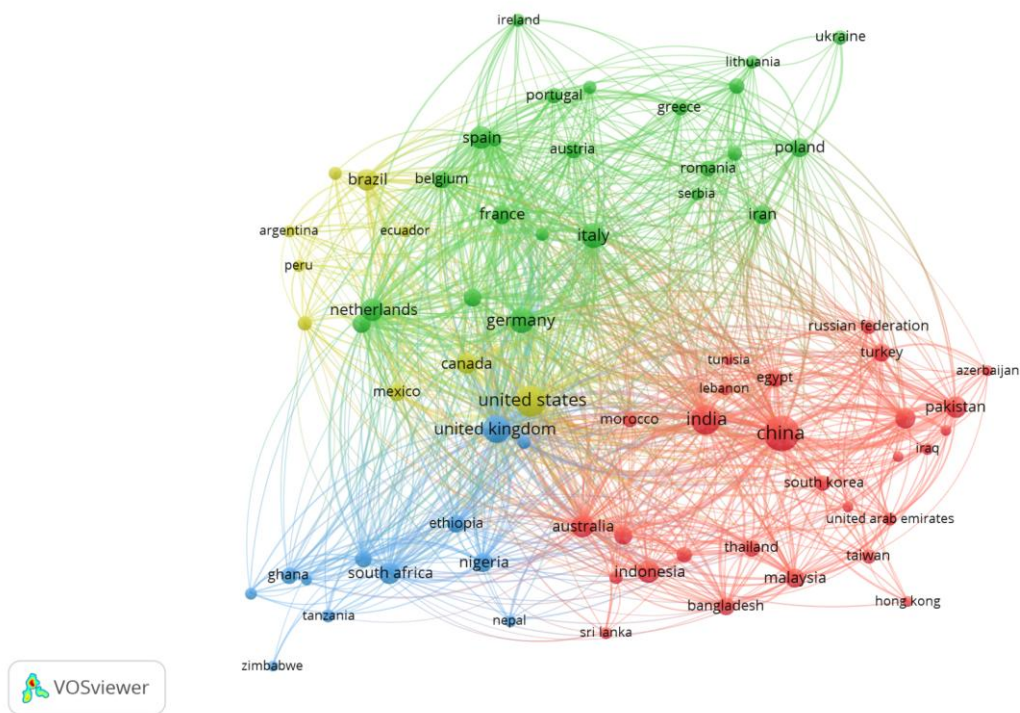 ireland
ukraine
lithuania
portugal
greece
spain
austria
poland
belgium
brazil
romania
serbia
france
iran
argentina
ecuador
italy
peru
netherlands
germany
russian federation
turkey
tunisia
azerbaijan
canada
egypt
lebanon
mexico
united states
pakistan
morocco
india
united kingdom
china
iraq
south korea
united arab emirates
ethiopia
australia
thailand
taiwan
nigeria
ghana
south africa
indonesia
malaysia
hong kong
bangladesh
tanzania
nepal
sri lanka
zimbabwe
VOSviewer